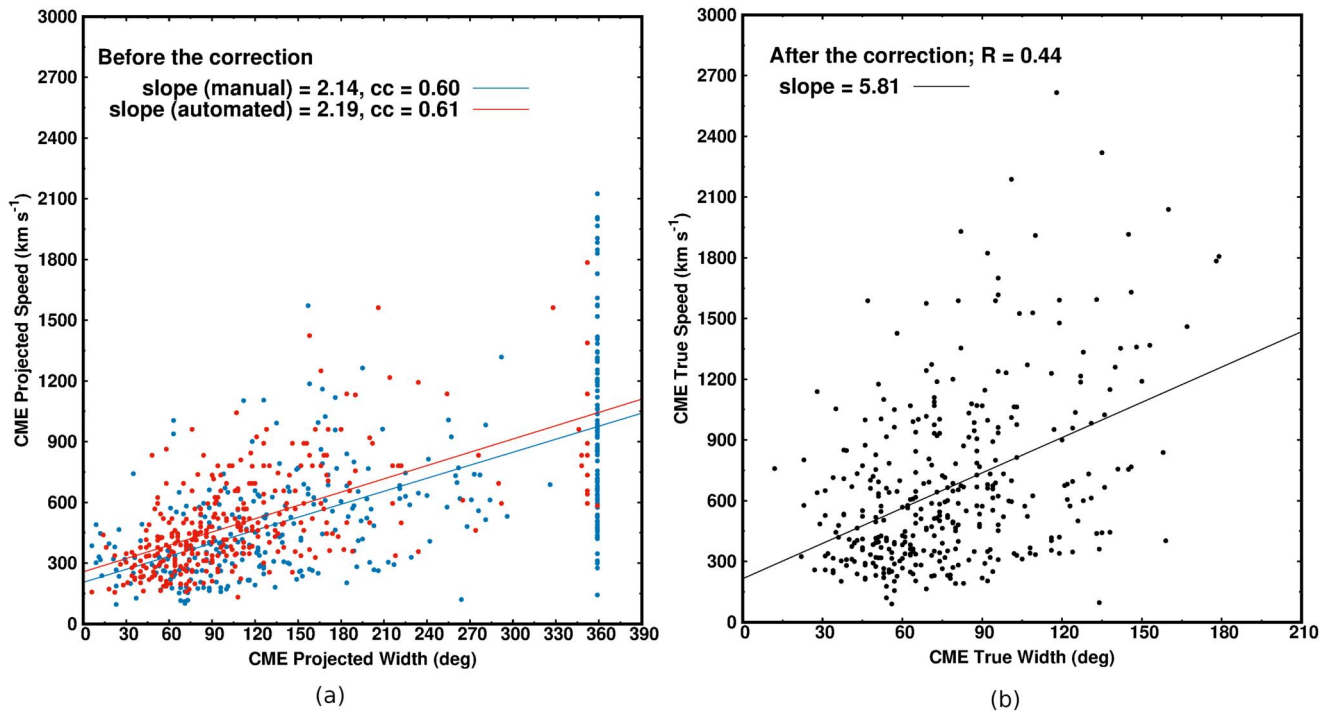 3000
2700
2400
2100
1800
1500
1200
900
600
300
0
CME Projected Speed (km s⁻¹)
Before the correction
slope (manual) = 2.14, cc = 0.60
slope (automated) = 2.19, cc = 0.61
0 30 60 90 120 150 180 210 240 270 300 330 360 390
CME Projected Width (deg)
(a)
3000
2700
2400
2100
1800
1500
1200
900
600
300
0
CME True Speed (km s⁻¹)
After the correction; R = 0.44
slope = 5.81
0 30 60 90 120 150 180 210
CME True Width (deg)
(b)